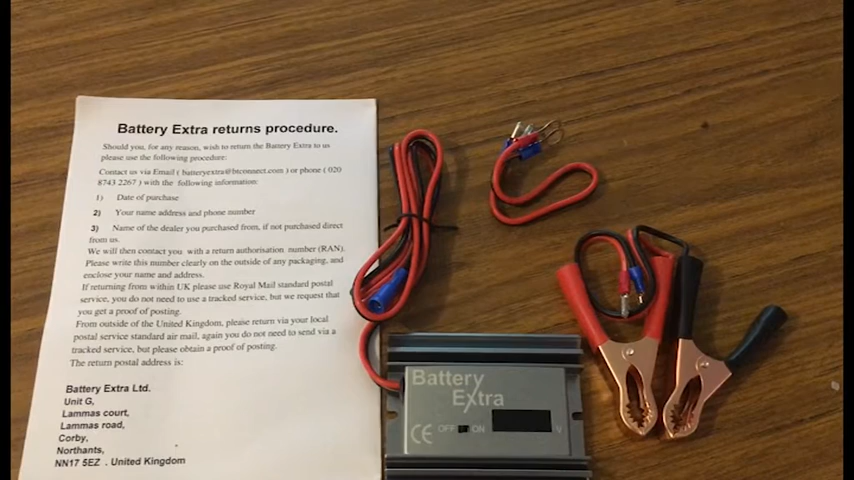 Battery Extra returns procedure.
Should you, for any reason, wish to return the Battery Extra to us
please use the following procedure:
Contact us via Email ( batteryextra@btconnect.com ) or phone ( 020
8743 2267 ) with the following information:
1) Date of purchase
2) Your name address and phone number
3) Name of the dealer you purchased from, if not purchased direct
from us.
We will then contact you with a return authorisation number (RAN).
Please write this number clearly on the outside of any packaging, and
enclose your name and address.
If returning from within UK please use Royal Mail standard postal
service, you do not need to use a tracked service, but we request that
you get a proof of posting.
From outside of the United Kingdom, please return via your local
postal service standard air mail, again you do not need to send via a
tracked service, but please obtain a proof of posting.
The return postal address is:
Battery Extra Ltd.
Unit G,
Lammas court,
Lammas road,
Corby,
Northants,
NN17 5EZ . United Kingdom
Battery
Extra
CE OFF ON V